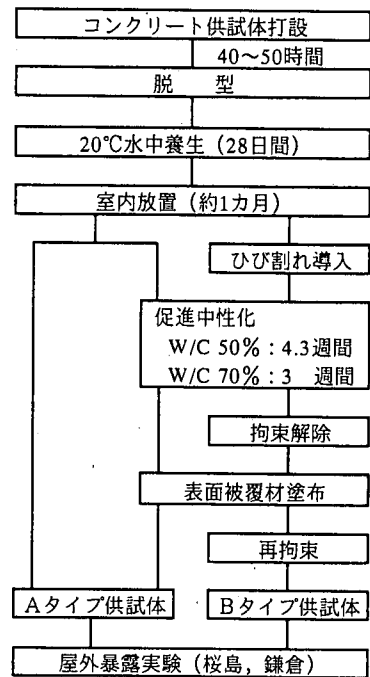 コンクリート供試体打設
40～50時間
脱　型
20℃水中養生（28日間）
室内放置（約1カ月）
ひび割れ導入
促進中性化
W/C 50％：4.3週間
W/C 70％：3　週間
拘束解除
表面被覆材塗布
再拘束
Aタイプ供試体　Bタイプ供試体
屋外暴露実験（桜島，鎌倉）